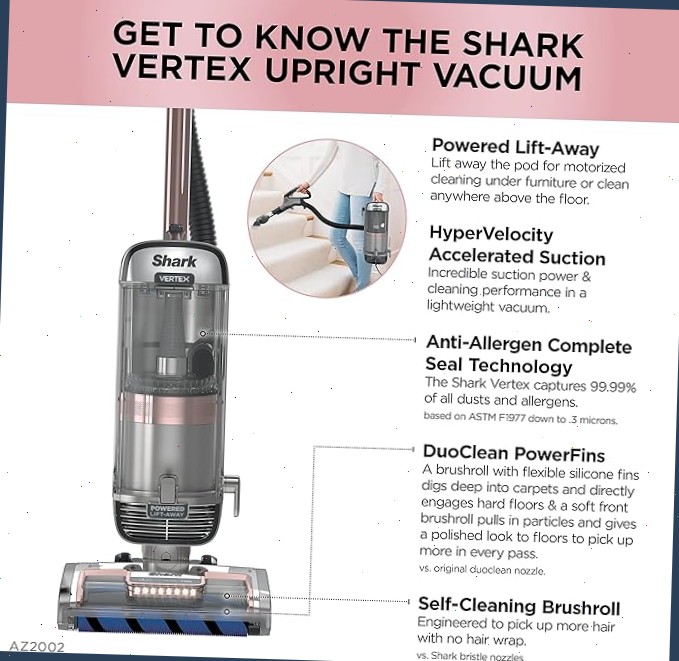 GET TO KNOW THE SHARK
VERTEX UPRIGHT VACUUM
Powered Lift-Away
Lift away the pod for motorized
cleaning under furniture or clean
anywhere above the floor.
HyperVelocity
Accelerated Suction
Incredible suction power &
cleaning performance in a
lightweight vacuum.
Shark
VERTEX
Anti-Allergen Complete
Seal Technology
The Shark Vertex captures 99.99%
of all dusts and allergens.
based on ASTM F1977 down to .3 microns.
DuoClean PowerFins
A brushroll with flexible silicone fins
digs deep into carpets and directly
engages hard floors & a soft front
brushroll pulls in particles and gives
a polished look to floors to pick up
more in every pass.
vs. original duoclean nozzle.
POWERED
LIFT-AWAY
Self-Cleaning Brushroll
Engineered to pick up more hair
with no hair wrap.
vs. Shark bristle nozzles
AZ2002